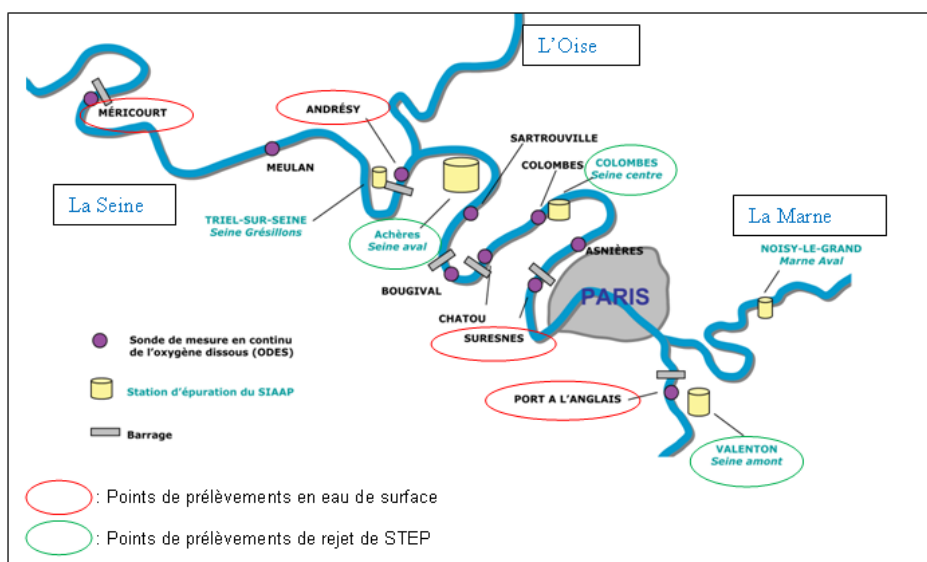 L'Oise
MÉRICOURT
ANDRÉSY
SARTROUVILLE
COLOMBES
COLOMBES
Seine centre
MEULAN
La Seine
TRIEL-SUR-SEINE
Seine Grésillons
Achères
Seine aval
La Marne
NOISY-LE-GRAND
Marne Aval
ASNIÈRES
BOUGIVAL
PARIS
CHATOU
SURESNES
Sonde de mesure en continu
de l'oxygène dissous (ODES)
Station d'épuration du SIAAP
PORT A L'ANGLAIS
Barrage
VALENTON
Seine amont
: Points de prélèvements en eau de surface
: Points de prélèvements de rejet de STEP